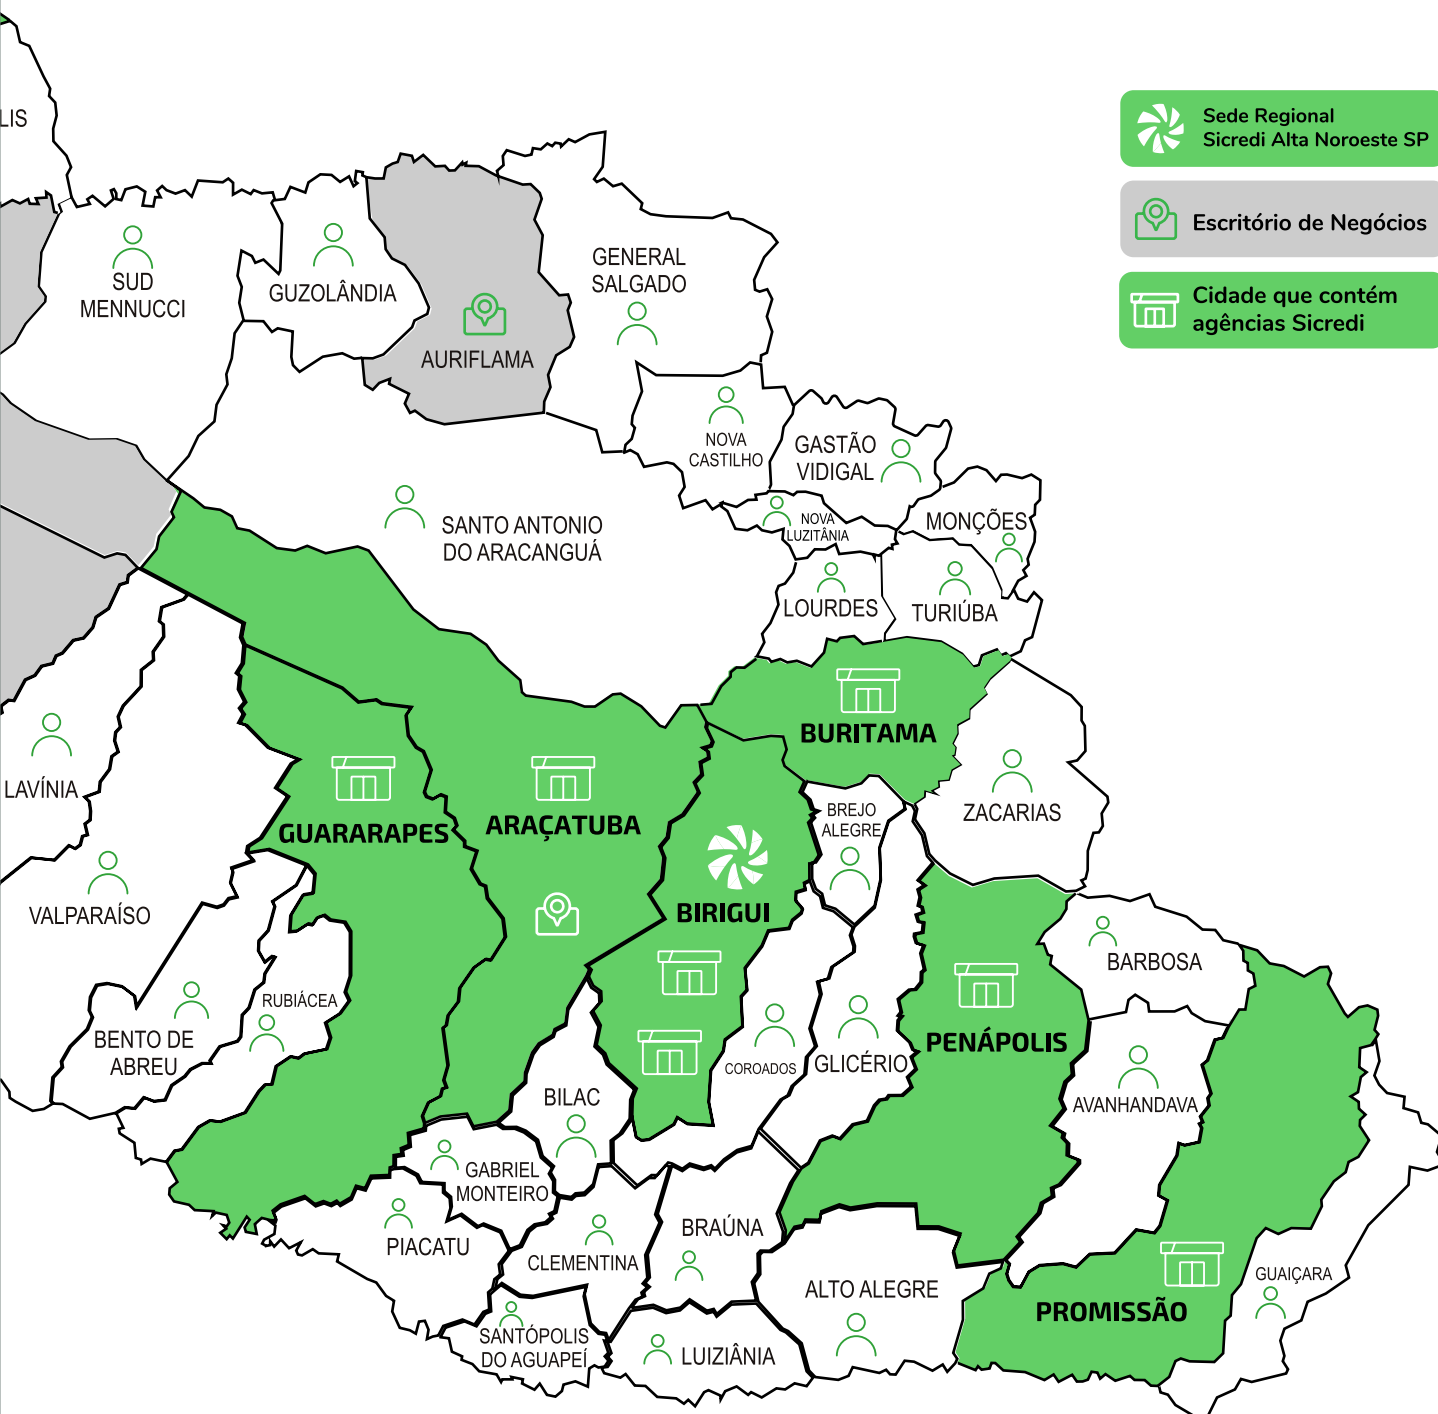 LIS
Sede Regional
Sicredi Alta Noroeste SP
Escritório de Negócios
Cidade que contém
agências Sicredi
SUD
MENNUCCI
GUZOLÂNDIA
AURIFLAMA
GENERAL
SALGADO
NOVA
CASTILHO
GASTÃO
VIDIGAL
SANTO ANTONIO
DO ARACANGUÁ
NOVA
LUZITÂNIA
MONÇÕES
LOURDES
TURIÚBA
BURITAMA
LAVÍNIA
GUARARAPES
ARAÇATUBA
BREJO
ALEGRE
ZACARIAS
VALPARAÍSO
BIRIGUI
BARBOSA
BENTO DE
ABREU
RUBIÁCEA
COROADOS
GLICÉRIO
PENÁPOLIS
BILAC
AVANHANDAVA
GABRIEL
MONTEIRO
PIACATU
CLEMENTINA
BRAÚNA
ALTO ALEGRE
PROMISSÃO
GUAIÇARA
SANTÓPOLIS
DO AGUAPEÍ
LUIZIÂNIA